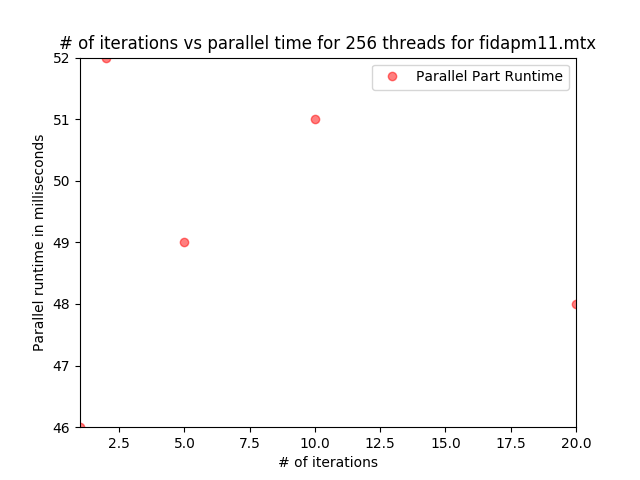 # of iterations vs parallel time for 256 threads for fidapm11.mtx
Parallel Part Runtime
Parallel runtime in milliseconds
52
51
50
49
48
47
46
2.5 5.0 7.5 10.0 12.5 15.0 17.5 20.0
# of iterations